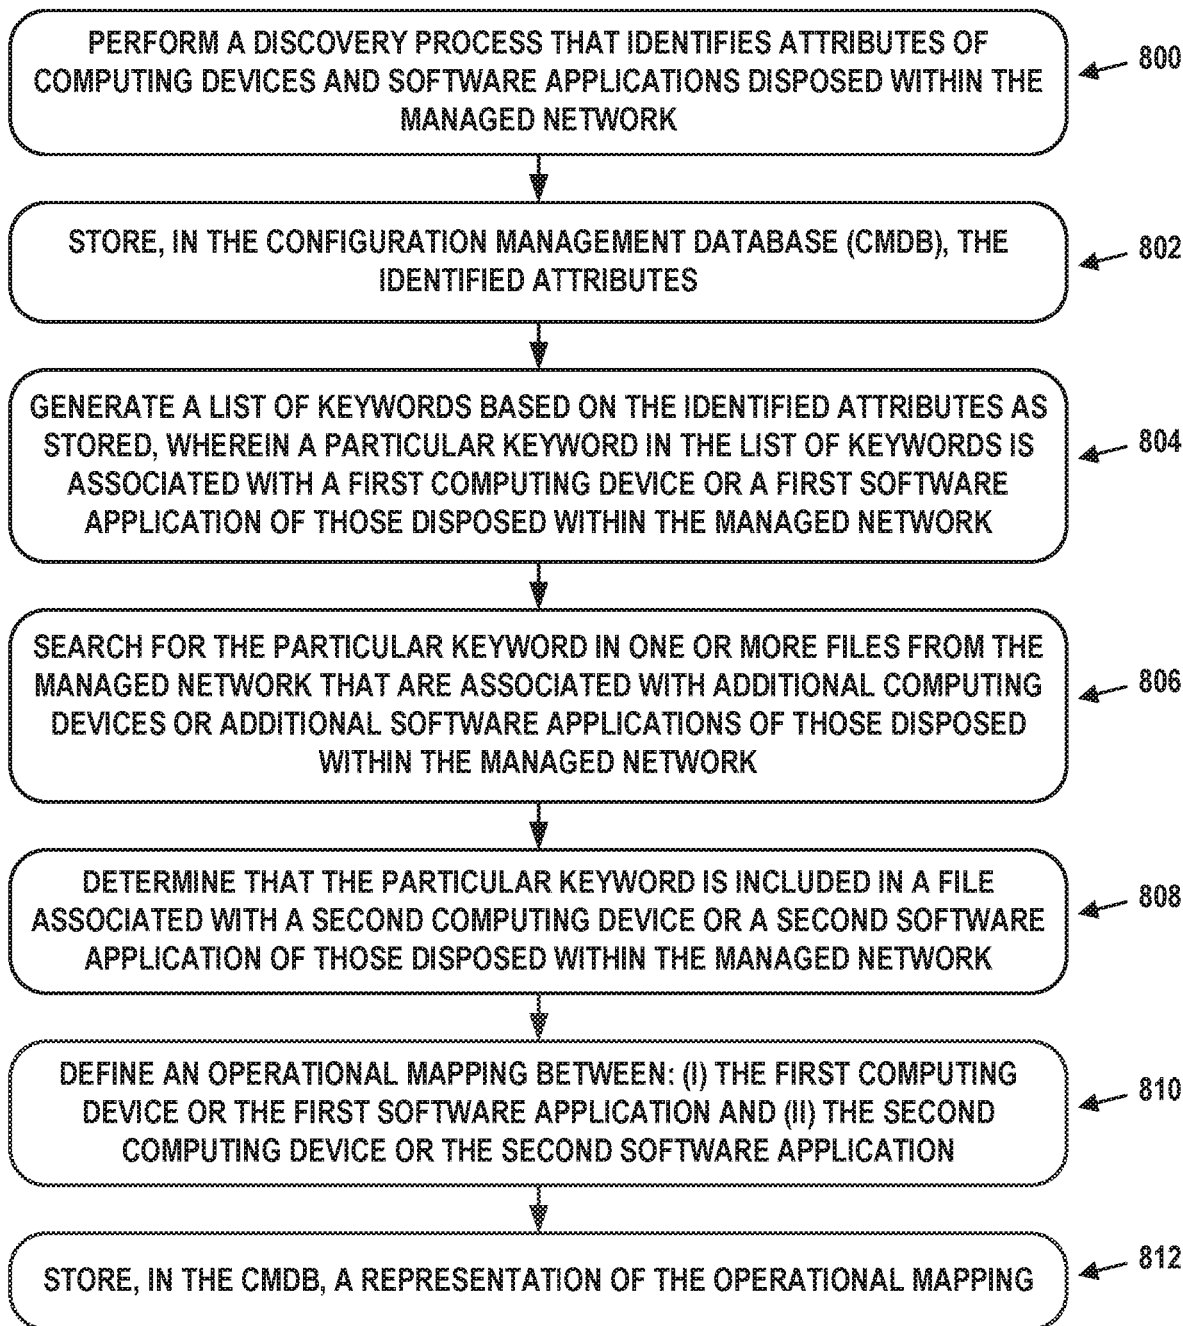 PERFORM A DISCOVERY PROCESS THAT IDENTIFIES ATTRIBUTES OF
COMPUTING DEVICES AND SOFTWARE APPLICATIONS DISPOSED WITHIN THE
MANAGED NETWORK
800
STORE, IN THE CONFIGURATION MANAGEMENT DATABASE (CMDB), THE
IDENTIFIED ATTRIBUTES
802
GENERATE A LIST OF KEYWORDS BASED ON THE IDENTIFIED ATTRIBUTES AS
STORED, WHEREIN A PARTICULAR KEYWORD IN THE LIST OF KEYWORDS IS
ASSOCIATED WITH A FIRST COMPUTING DEVICE OR A FIRST SOFTWARE
APPLICATION OF THOSE DISPOSED WITHIN THE MANAGED NETWORK
804
SEARCH FOR THE PARTICULAR KEYWORD IN ONE OR MORE FILES FROM THE
MANAGED NETWORK THAT ARE ASSOCIATED WITH ADDITIONAL COMPUTING
DEVICES OR ADDITIONAL SOFTWARE APPLICATIONS OF THOSE DISPOSED
WITHIN THE MANAGED NETWORK
806
DETERMINE THAT THE PARTICULAR KEYWORD IS INCLUDED IN A FILE
ASSOCIATED WITH A SECOND COMPUTING DEVICE OR A SECOND SOFTWARE
APPLICATION OF THOSE DISPOSED WITHIN THE MANAGED NETWORK
808
DEFINE AN OPERATIONAL MAPPING BETWEEN: (I) THE FIRST COMPUTING
DEVICE OR THE FIRST SOFTWARE APPLICATION AND (II) THE SECOND
COMPUTING DEVICE OR THE SECOND SOFTWARE APPLICATION
810
STORE, IN THE CMDB, A REPRESENTATION OF THE OPERATIONAL MAPPING
812